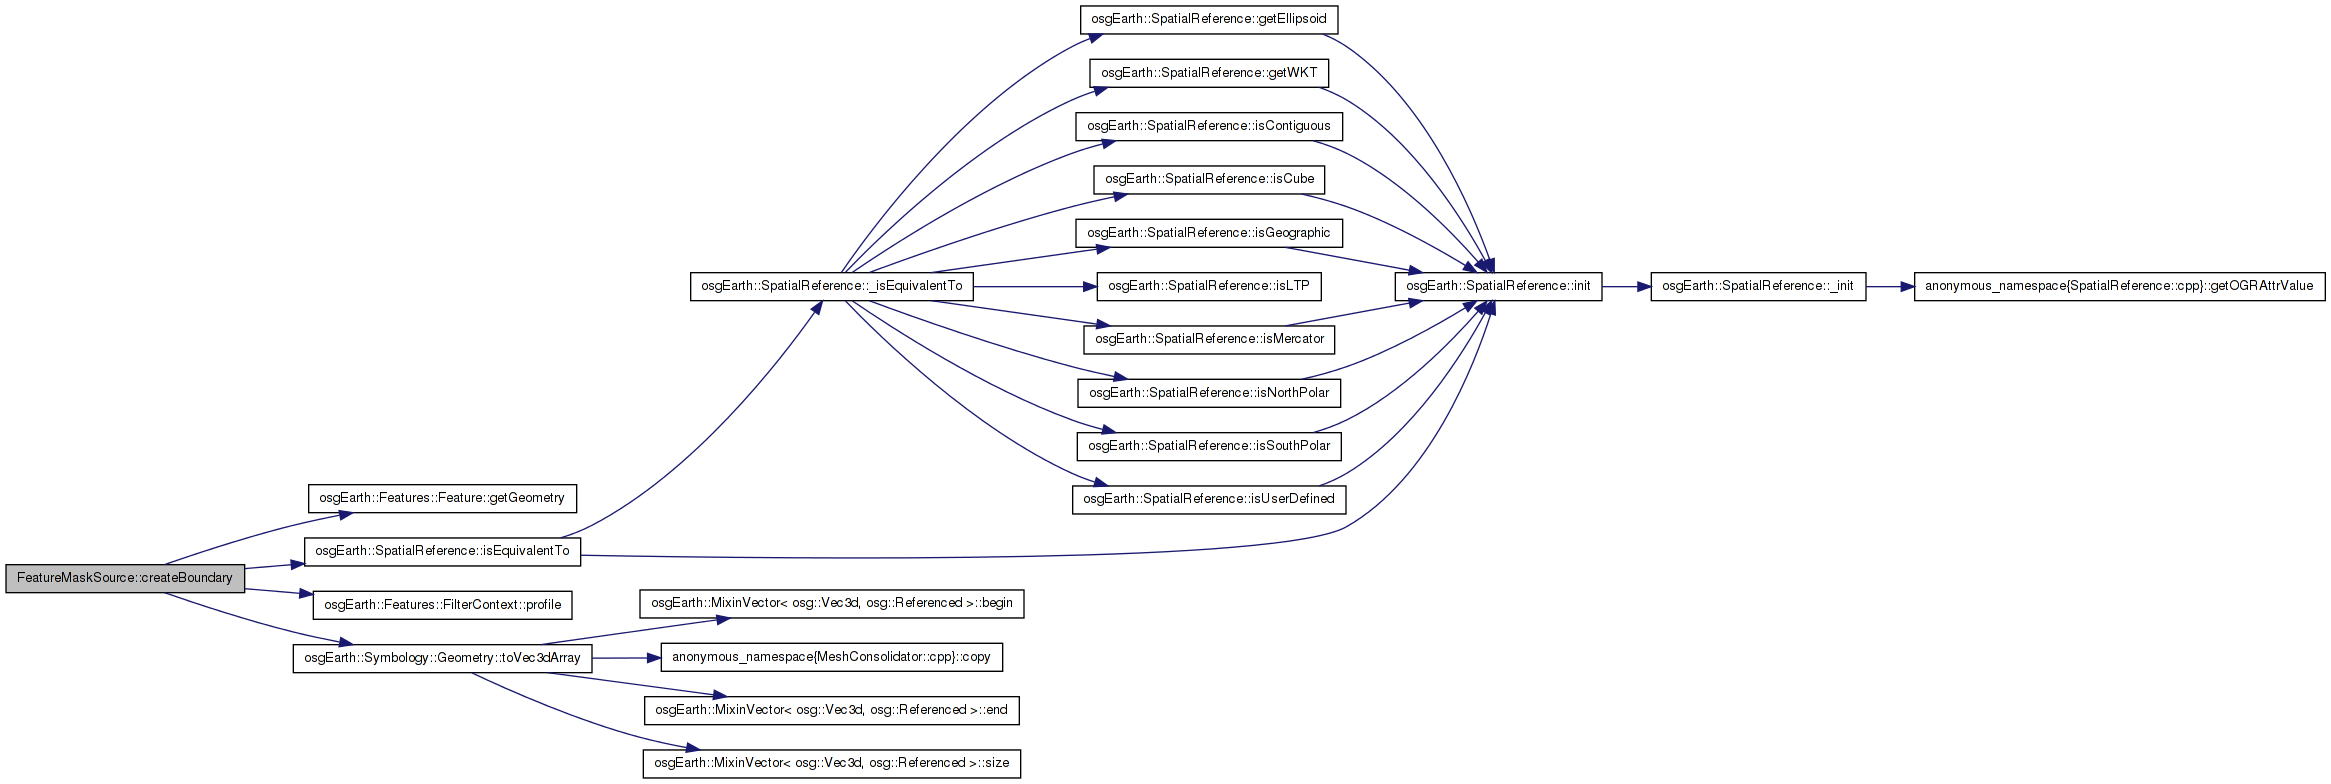 osgEarth::SpatialReference::getEllipsoid
osgEarth::SpatialReference::getWKT
osgEarth::SpatialReference::isContiguous
osgEarth::SpatialReference::isCube
osgEarth::SpatialReference::isGeographic
osgEarth::SpatialReference::_isEquivalentTo
osgEarth::SpatialReference::isLTP
osgEarth::SpatialReference::init
osgEarth::SpatialReference::_init
anonymous_namespace{SpatialReference::cpp}::getOGRAttrValue
osgEarth::SpatialReference::isMercator
osgEarth::SpatialReference::isNorthPolar
osgEarth::SpatialReference::isSouthPolar
osgEarth::Features::Feature::getGeometry
osgEarth::SpatialReference::isUserDefined
osgEarth::SpatialReference::isEquivalentTo
FeatureMaskSource::createBoundary
osgEarth::Features::FilterContext::profile
osgEarth::MixinVector< osg::Vec3d, osg::Referenced >::begin
osgEarth::Symbology::Geometry::toVec3dArray
anonymous_namespace{MeshConsolidator::cpp}::copy
osgEarth::MixinVector< osg::Vec3d, osg::Referenced >::end
osgEarth::MixinVector< osg::Vec3d, osg::Referenced >::size